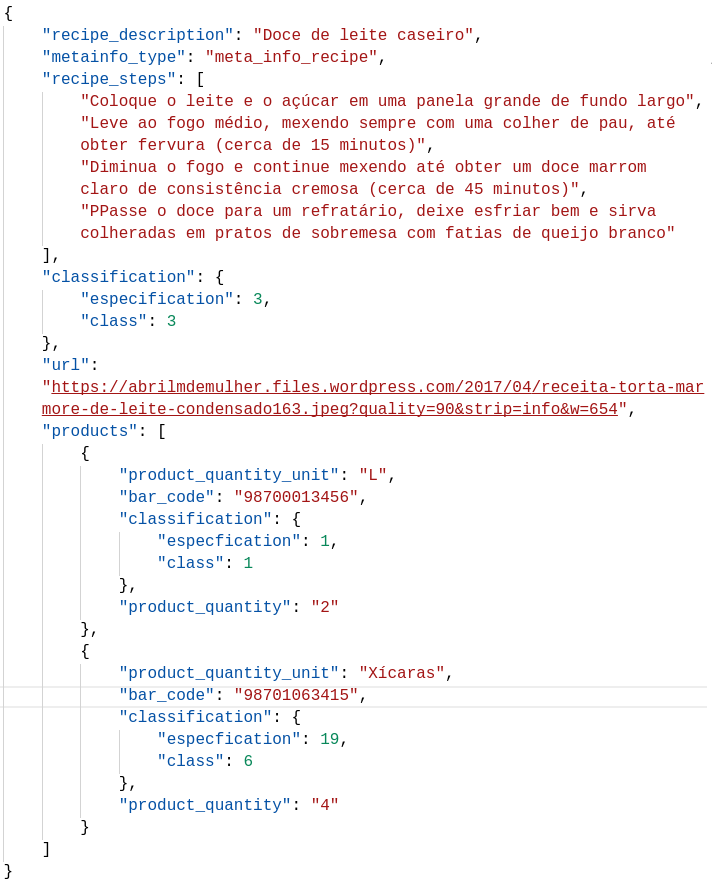 {
"recipe_description": "Doce de leite caseiro",
"metainfo_type": "meta_info_recipe",
"recipe_steps": [
"Coloque o leite e o açúcar em uma panela grande de fundo largo",
"Leve ao fogo médio, mexendo sempre com uma colher de pau, até
obter fervura (cerca de 15 minutos)",
"Diminua o fogo e continue mexendo até obter um doce marrom
claro de consistência cremosa (cerca de 45 minutos)",
"PPasse o doce para um refratário, deixe esfriar bem e sirva
colheradas em pratos de sobremesa com fatias de queijo branco"
],
"classification": {
"especification": 3,
"class": 3
},
"url":
"https://abrilmdemulher.files.wordpress.com/2017/04/receita-torta-mar
more-de-leite-condensado163.jpeg?quality=90&strip=info&w=654",
"products": [
{
"product_quantity_unit": "L",
"bar_code": "98700013456",
"classification": {
"especfication": 1,
"class": 1
},
"product_quantity": "2"
},
{
"product_quantity_unit": "Xícaras",
"bar_code": "98701063415",
"classification": {
"especfication": 19,
"class": 6
},
"product_quantity": "4"
}
]
}